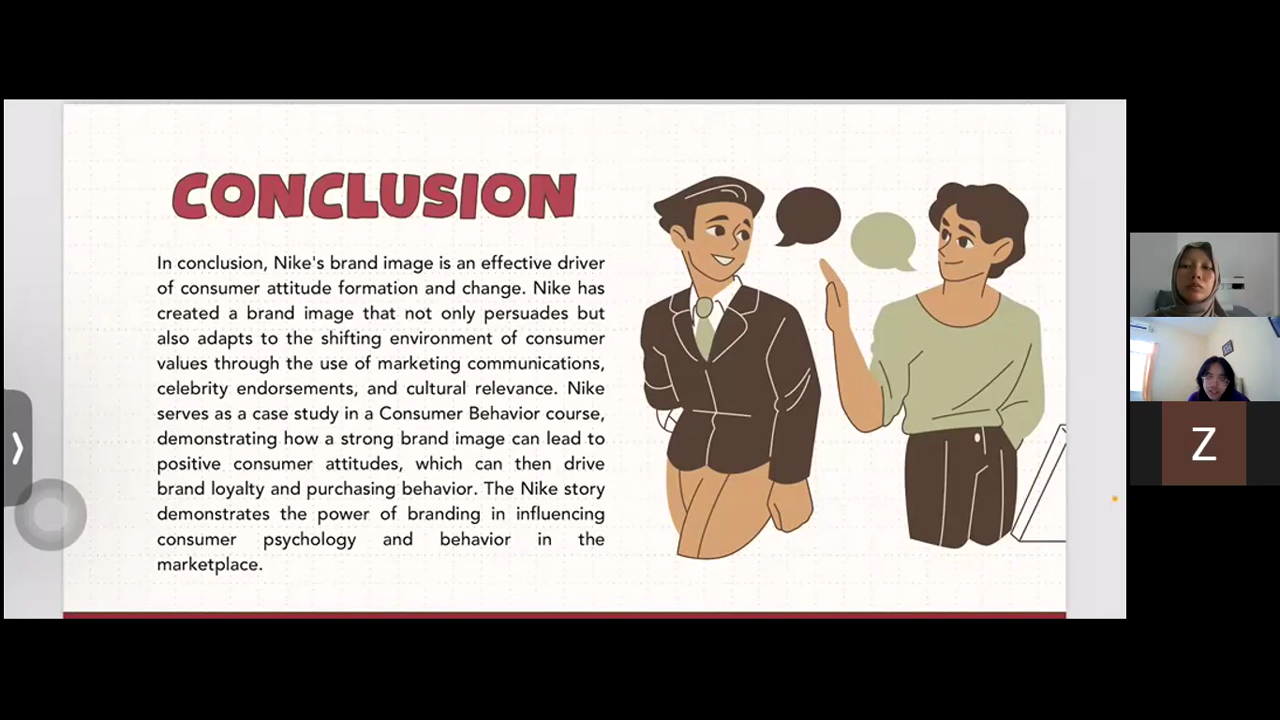 CONCLUSION
In conclusion, Nike's brand image is an effective driver
of consumer attitude formation and change. Nike has
created a brand image that not only persuades but
also adapts to the shifting environment of consumer
values through the use of marketing communications,
celebrity endorsements, and cultural relevance. Nike
serves as a case study in a Consumer Behavior course,
demonstrating how a strong brand image can lead to
positive consumer attitudes, which can then drive
brand loyalty and purchasing behavior. The Nike story
demonstrates the power of branding in influencing
consumer psychology and behavior in the
marketplace.
Z